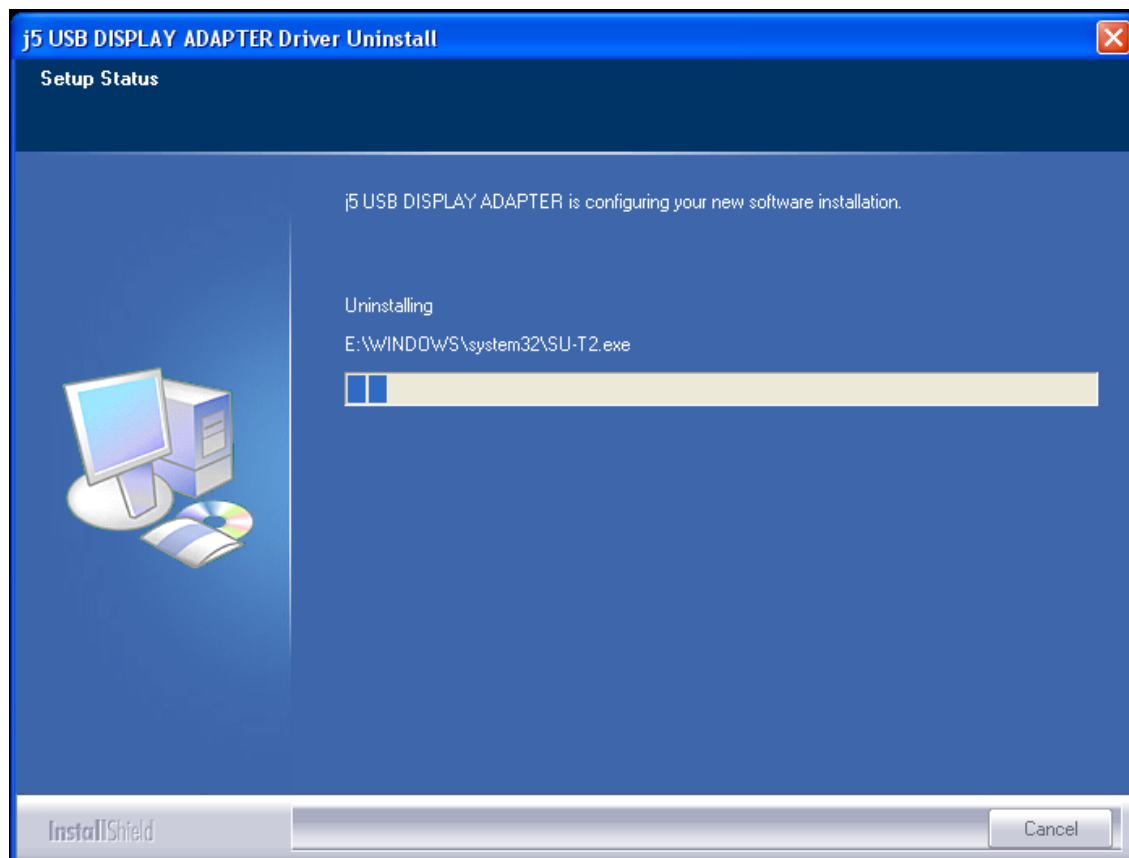 j5 USB DISPLAY ADAPTER Driver Uninstall
Setup Status
j5 USB DISPLAY ADAPTER is configuring your new software installation.
Uninstalling
E:\WINDOWS\system32\SU-T2.exe
InstallShield
Cancel